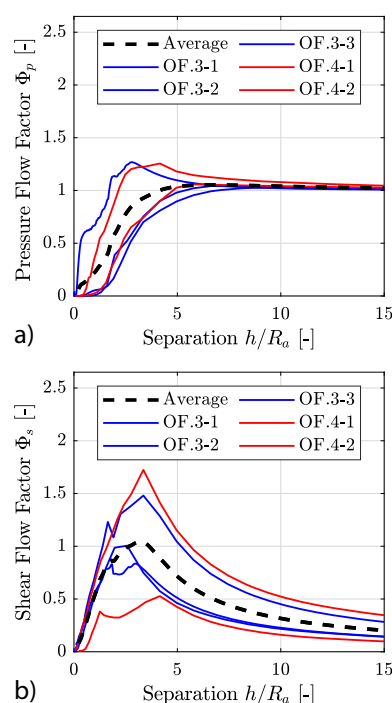 Pressure Flow Factor Φp [-]
2.5
2
1.5
1
0.5
0
Average
OF.3-1
OF.3-2
OF.3-3
OF.4-1
OF.4-2
0 5 10 15
a)
Separation h/Ra [-]
Shear Flow Factor Φs [-]
2.5
2
1.5
1
0.5
0
Average
OF.3-1
OF.3-2
OF.3-3
OF.4-1
OF.4-2
0 5 10 15
b)
Separation h/Ra [-]